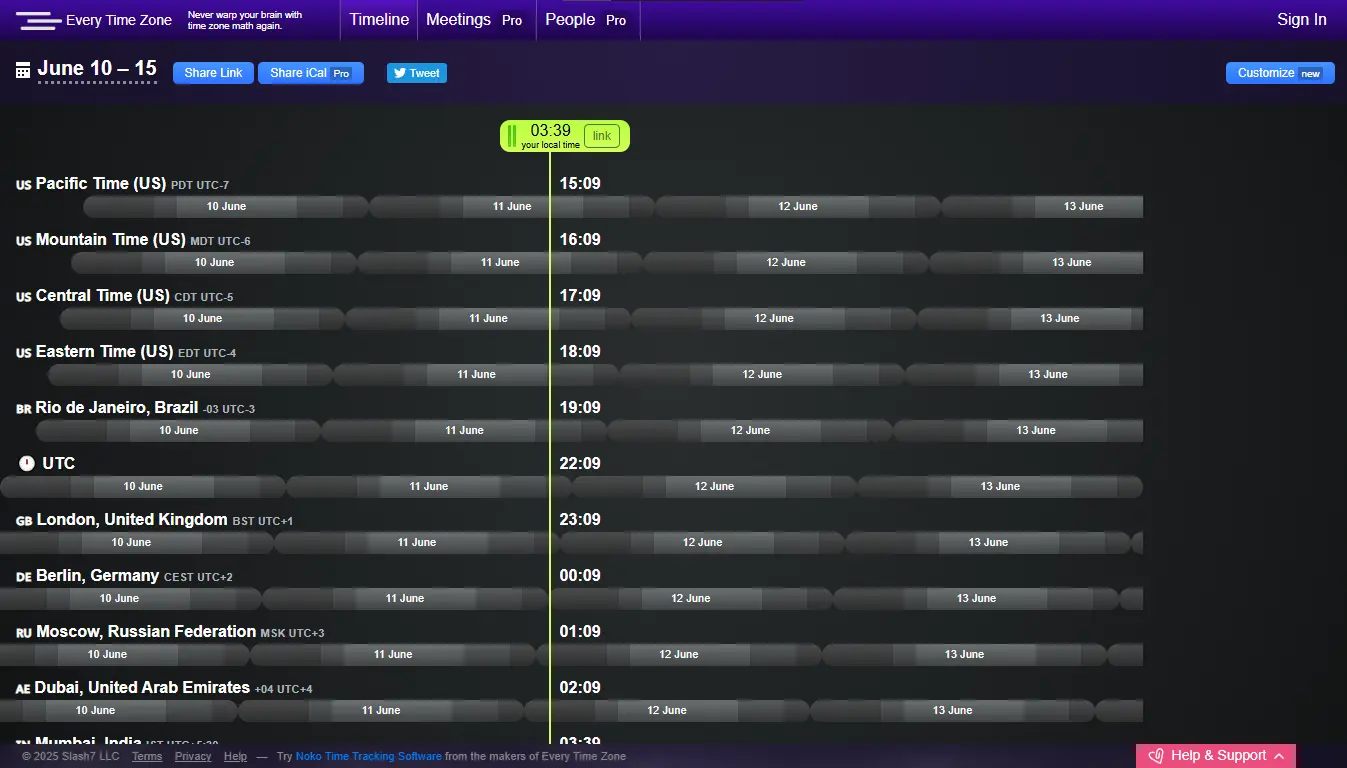 Every Time Zone Never warp your brain with time zone math again. Timeline Meetings Pro People Pro Sign In
June 10 – 15 Share Link Share iCal Pro Tweet Customize new
03:39 link
your local time
US Pacific Time (US) PDT UTC-7 15:09
10 June 11 June 12 June 13 June
US Mountain Time (US) MDT UTC-6 16:09
10 June 11 June 12 June 13 June
US Central Time (US) CDT UTC-5 17:09
10 June 11 June 12 June 13 June
US Eastern Time (US) EDT UTC-4 18:09
10 June 11 June 12 June 13 June
BR Rio de Janeiro, Brazil -03 UTC-3 19:09
10 June 11 June 12 June 13 June
UTC 22:09
10 June 11 June 12 June 13 June
GB London, United Kingdom BST UTC+1 23:09
10 June 11 June 12 June 13 June
DE Berlin, Germany CEST UTC+2 00:09
10 June 11 June 12 June 13 June
RU Moscow, Russian Federation MSK UTC+3 01:09
10 June 11 June 12 June 13 June
AE Dubai, United Arab Emirates +04 UTC+4 02:09
10 June 11 June 12 June 13 June
IN Mumbai, India IST UTC+5:30 03:39
© 2025 Slash7 LLC Terms Privacy Help — Try Noko Time Tracking Software from the makers of Every Time Zone Help & Support